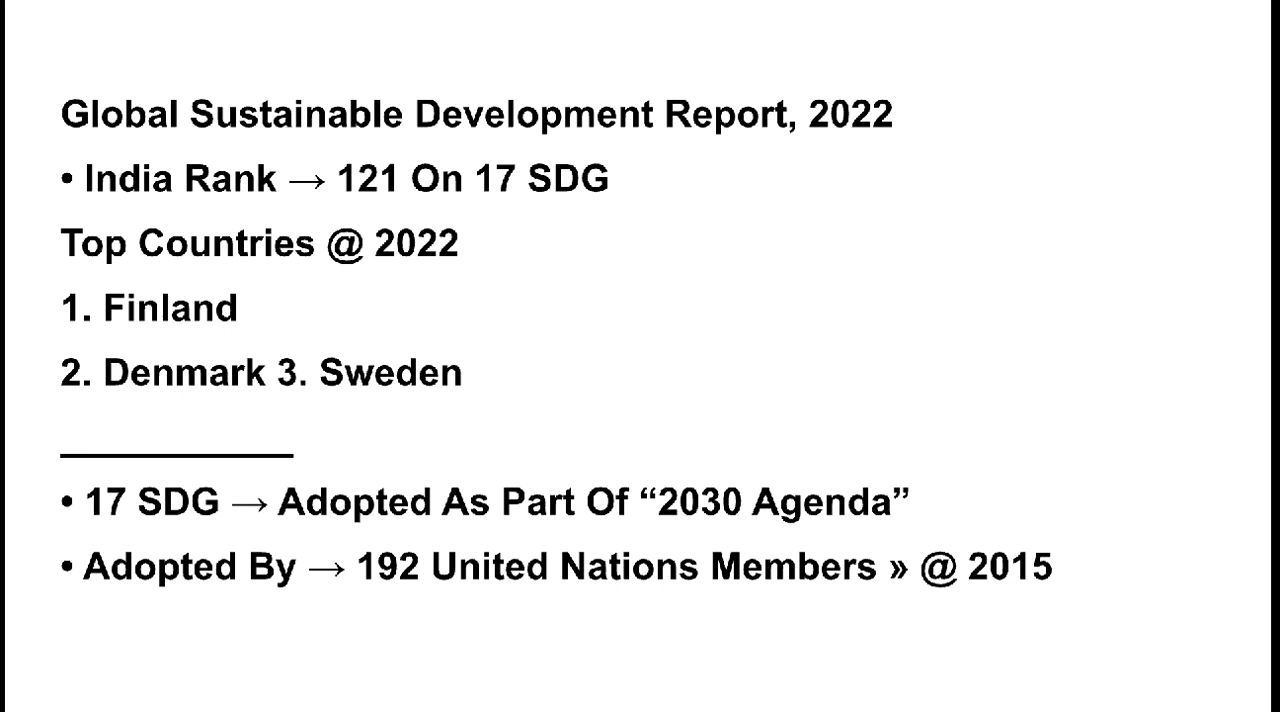 Global Sustainable Development Report, 2022
• India Rank → 121 On 17 SDG
Top Countries @ 2022
1. Finland
2. Denmark 3. Sweden
• 17 SDG → Adopted As Part Of “2030 Agenda”
• Adopted By → 192 United Nations Members » @ 2015